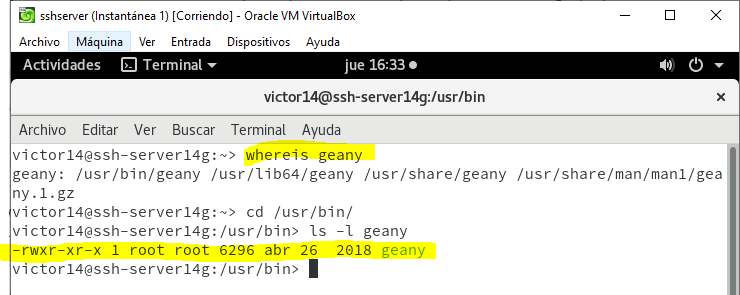 sshserver (Instantánea 1) [Corriendo] - Oracle VM VirtualBox
Archivo Máquina Ver Entrada Dispositivos Ayuda
Actividades Terminal jue 16:33
victor14@ssh-server14g:/usr/bin
Archivo Editar Ver Buscar Terminal Ayuda
victor14@ssh-server14g:~> whereis geany
geany: /usr/bin/geany /usr/lib64/geany /usr/share/geany /usr/share/man/man1/gea
ny.1.gz
victor14@ssh-server14g:~> cd /usr/bin/
victor14@ssh-server14g:/usr/bin> ls -l geany
-rwxr-xr-x 1 root root 6296 abr 26  2018 geany
victor14@ssh-server14g:/usr/bin>